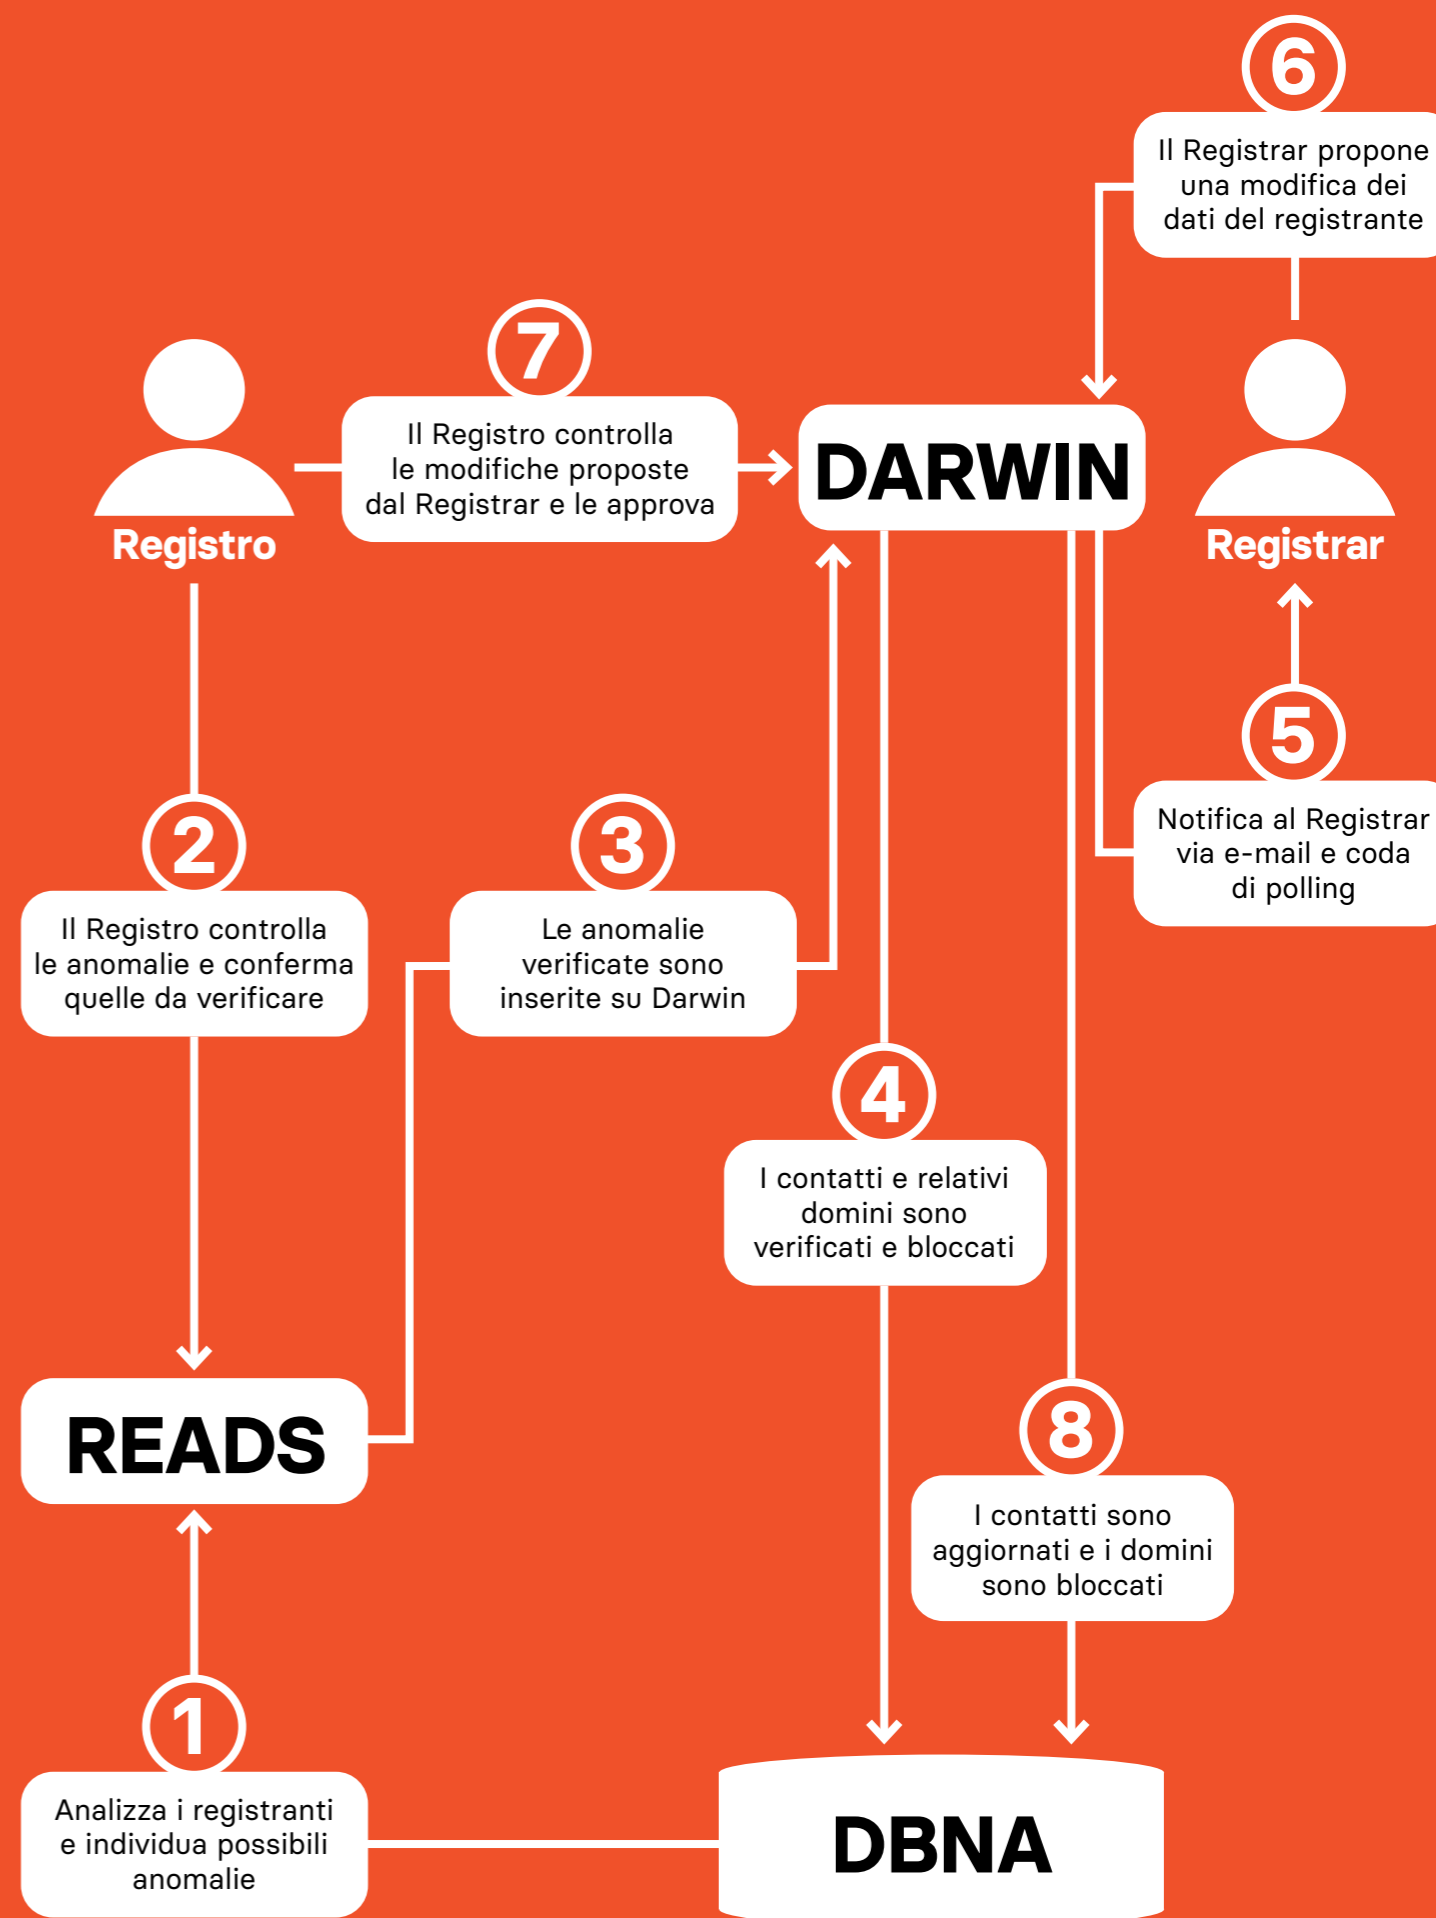 6
Il Registrar propone
una modifica dei
dati del registrante
7
Il Registro controlla
le modifiche proposte
dal Registrar e le approva
DARWIN
Registro
Registrar
5
Notifica al Registrar
via e-mail e coda
di polling
2
Il Registro controlla
le anomalie e conferma
quelle da verificare
3
Le anomalie
verificate sono
inserite su Darwin
4
I contatti e relativi
domini sono
verificati e bloccati
READS
8
I contatti sono
aggiornati e i domini
sono bloccati
1
Analizza i registranti
e individua possibili
anomalie
DBNA